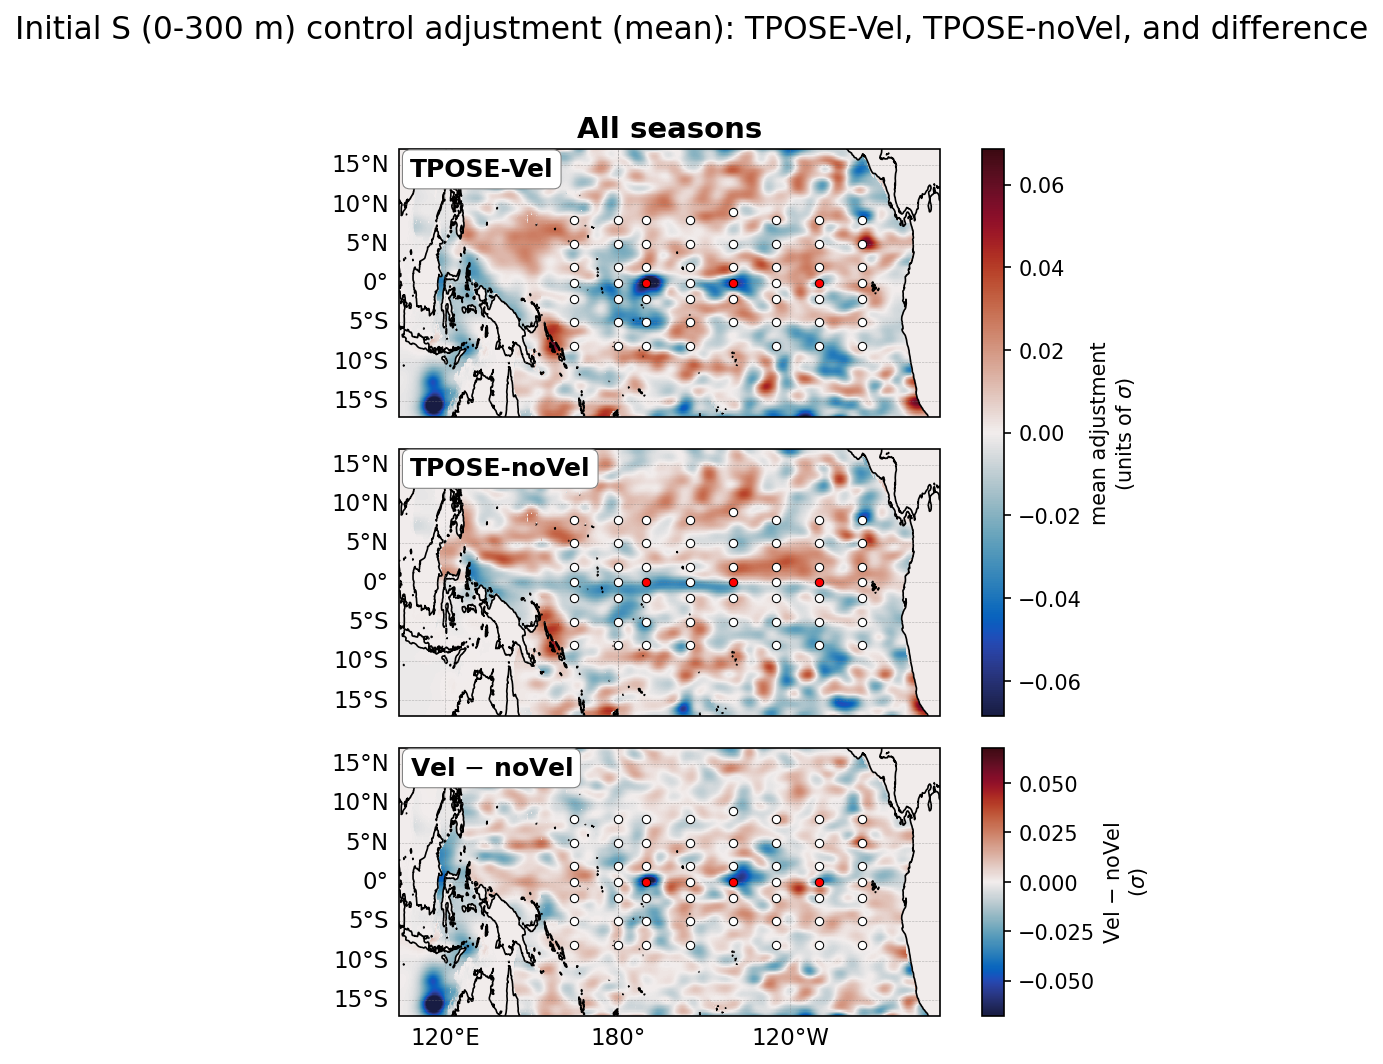 Initial S (0-300 m) control adjustment (mean): TPOSE-Vel, TPOSE-noVel, and difference
All seasons
TPOSE-Vel
15°N
10°N
5°N
0°
5°S
10°S
15°S
TPOSE-noVel
15°N
10°N
5°N
0°
5°S
10°S
15°S
0.06
0.04
0.02
0.00
−0.02
−0.04
−0.06
mean adjustment
(units of σ)
Vel − noVel
15°N
10°N
5°N
0°
5°S
10°S
15°S
120°E
180°
120°W
0.050
0.025
0.000
−0.025
−0.050
Vel − noVel
(σ)